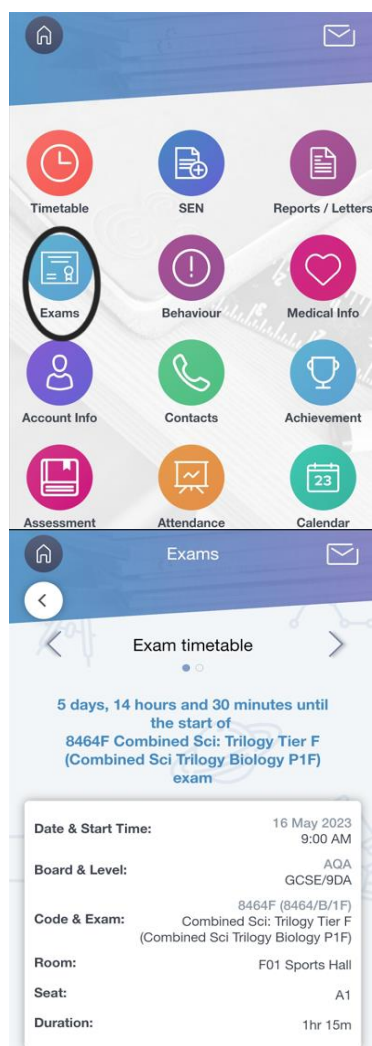 Timetable
SEN
Reports / Letters
Exams
Behaviour
Medical Info
Account Info
Contacts
Achievement
23
Assessment
Attendance
Calendar
Exams
Exam timetable
5 days, 14 hours and 30 minutes until
the start of
8464F Combined Sci: Trilogy Tier F
(Combined Sci Trilogy Biology P1F)
exam
Date & Start Time:
16 May 2023
9:00 AM
Board & Level:
AQA
GCSE/9DA
Code & Exam:
8464F (8464/B/1F)
Combined Sci: Trilogy Tier F
(Combined Sci Trilogy Biology P1F)
Room:
F01 Sports Hall
Seat:
A1
Duration:
1hr 15m